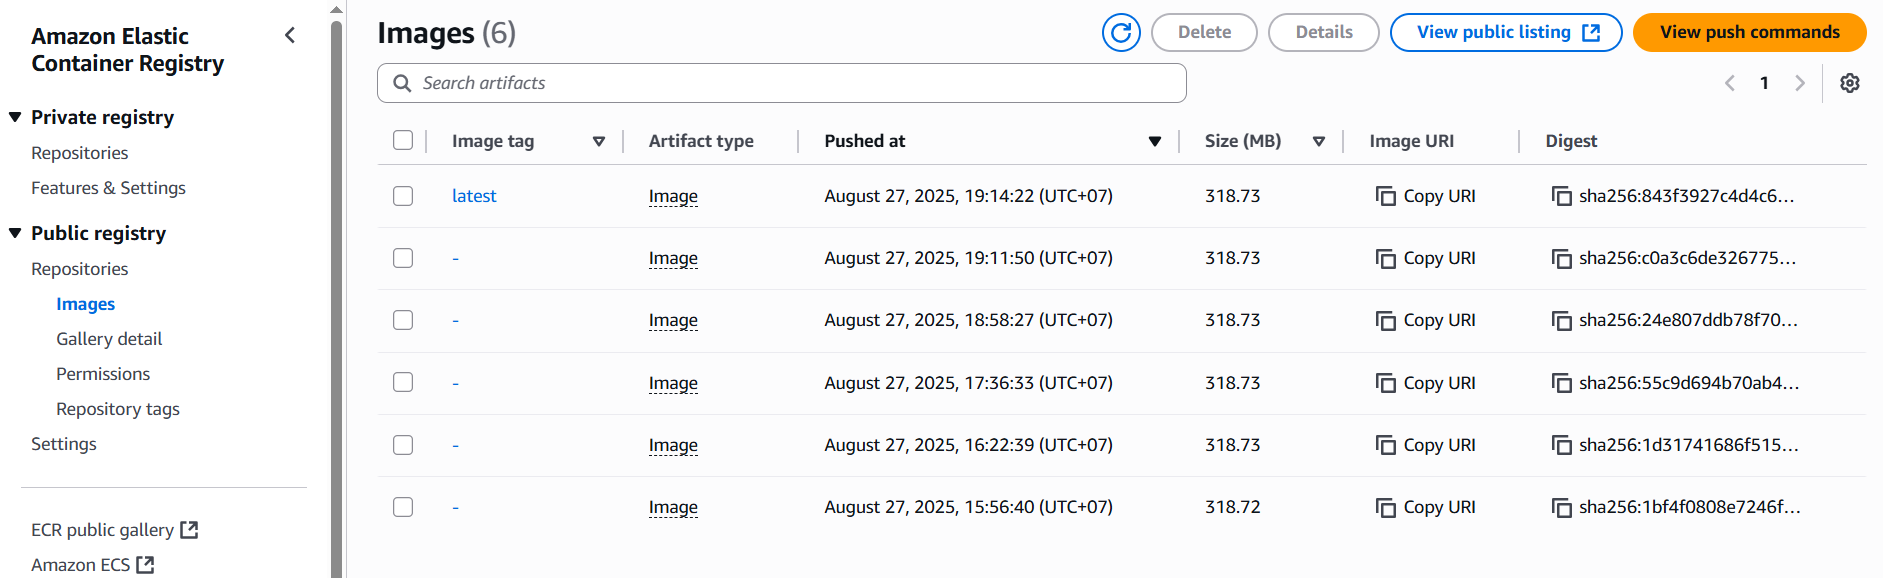 Amazon Elastic
Container Registry
Private registry
Repositories
Features & Settings
Public registry
Repositories
Images
Gallery detail
Permissions
Repository tags
Settings
ECR public gallery
Amazon ECS
Images (6)
Delete
Details
View public listing
View push commands
Search artifacts
1
Image tag Artifact type Pushed at Size (MB) Image URI Digest
latest Image August 27, 2025, 19:14:22 (UTC+07) 318.73 Copy URI sha256:843f3927c4d4c6...
- Image August 27, 2025, 19:11:50 (UTC+07) 318.73 Copy URI sha256:c0a3c6de326775...
- Image August 27, 2025, 18:58:27 (UTC+07) 318.73 Copy URI sha256:24e807ddb78f70...
- Image August 27, 2025, 17:36:33 (UTC+07) 318.73 Copy URI sha256:55c9d694b70ab4...
- Image August 27, 2025, 16:22:39 (UTC+07) 318.73 Copy URI sha256:1d31741686f515...
- Image August 27, 2025, 15:56:40 (UTC+07) 318.72 Copy URI sha256:1bf4f0808e7246f...